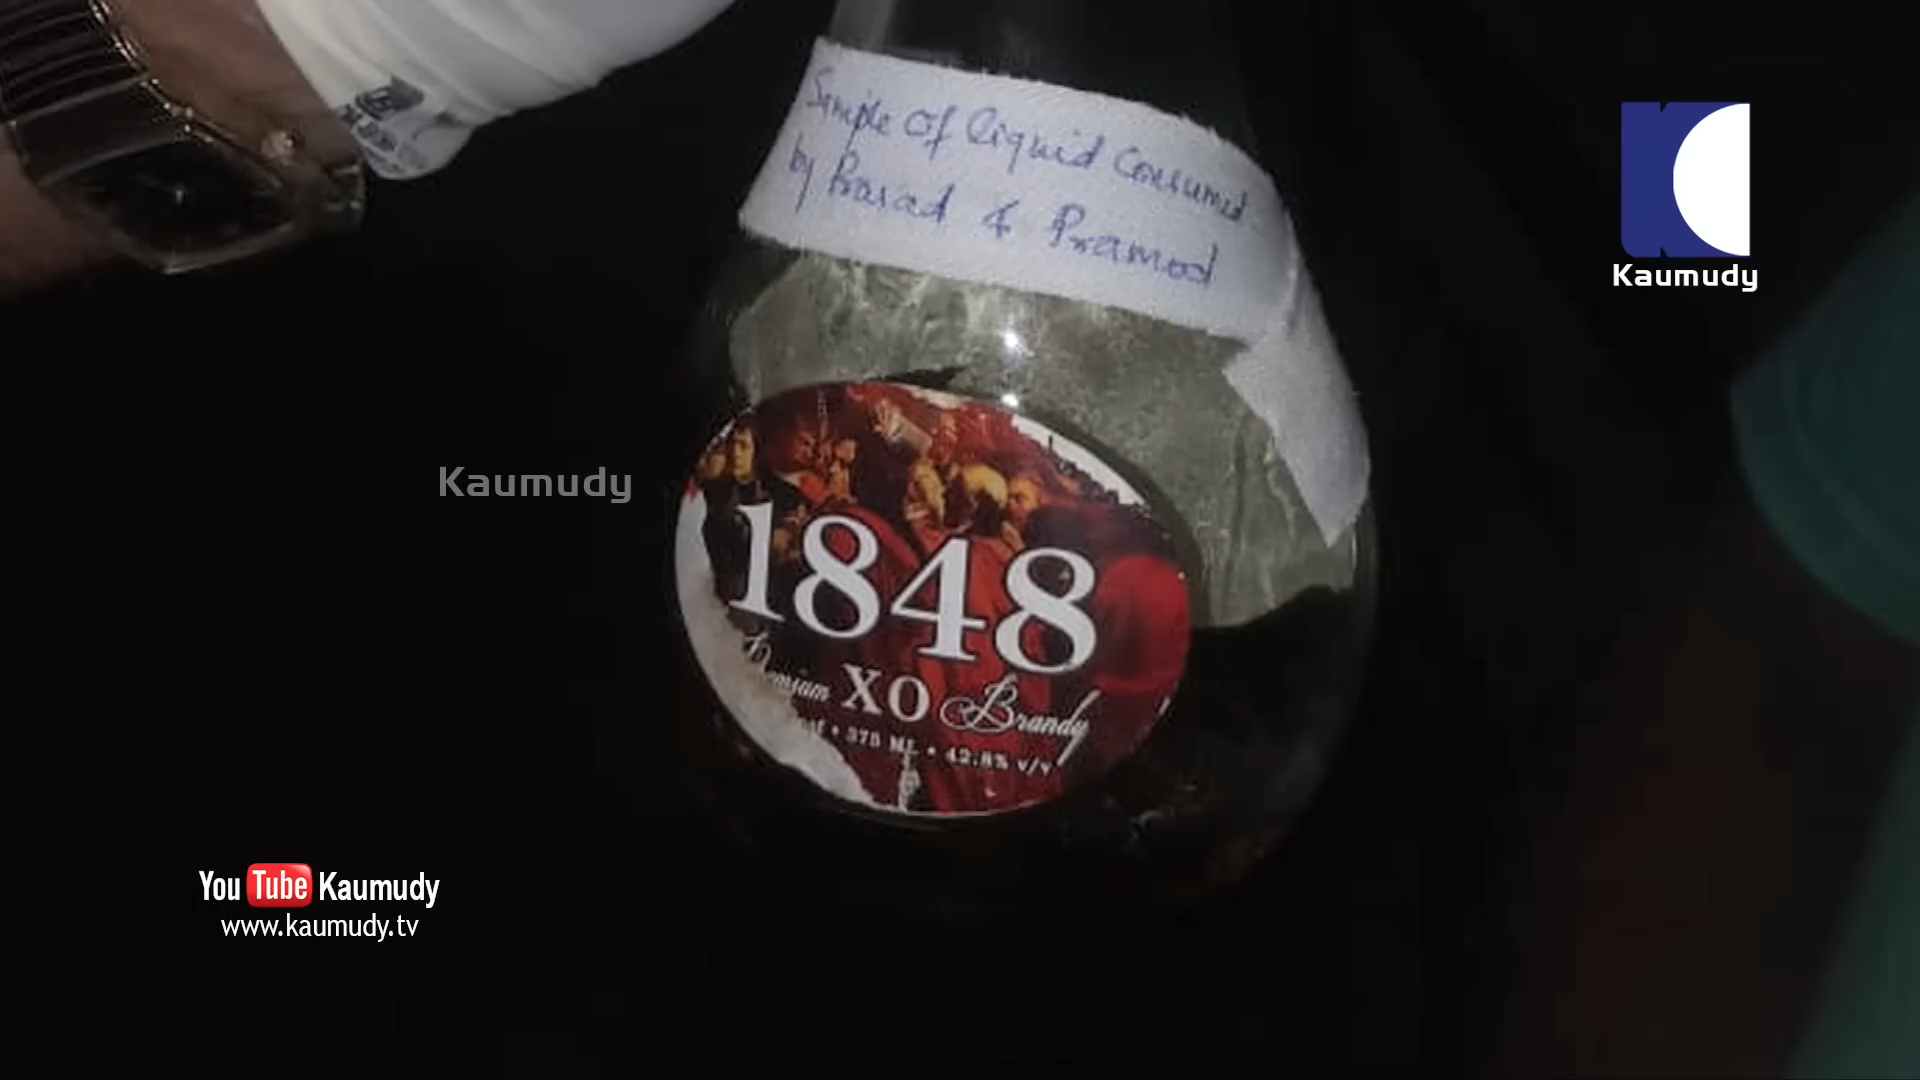 Sample of liquid Consumed
by Prasad & Pramod
Kaumudy
Kaumudy
1848
Premium XO Brandy
375 ML • 42.8% v/v
You Tube Kaumudy
www.kaumudy.tv